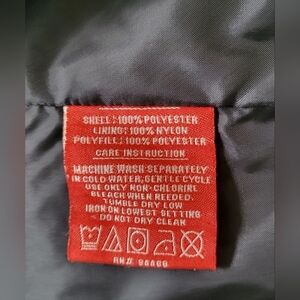 SHELL: 100% POLYESTER
LINING: 100% NYLON
POLYFILL: 100% POLYESTER
CARE INSTRUCTION
MACHINE WASH SEPARATELY
IN COLD WATER, GENTLE CYCLE
USE ONLY NON-CHLORINE
BLEACH WHEN NEEDED.
TUMBLE DRY LOW
IRON ON LOWEST SETTING
DO NOT DRY CLEAN
RN#